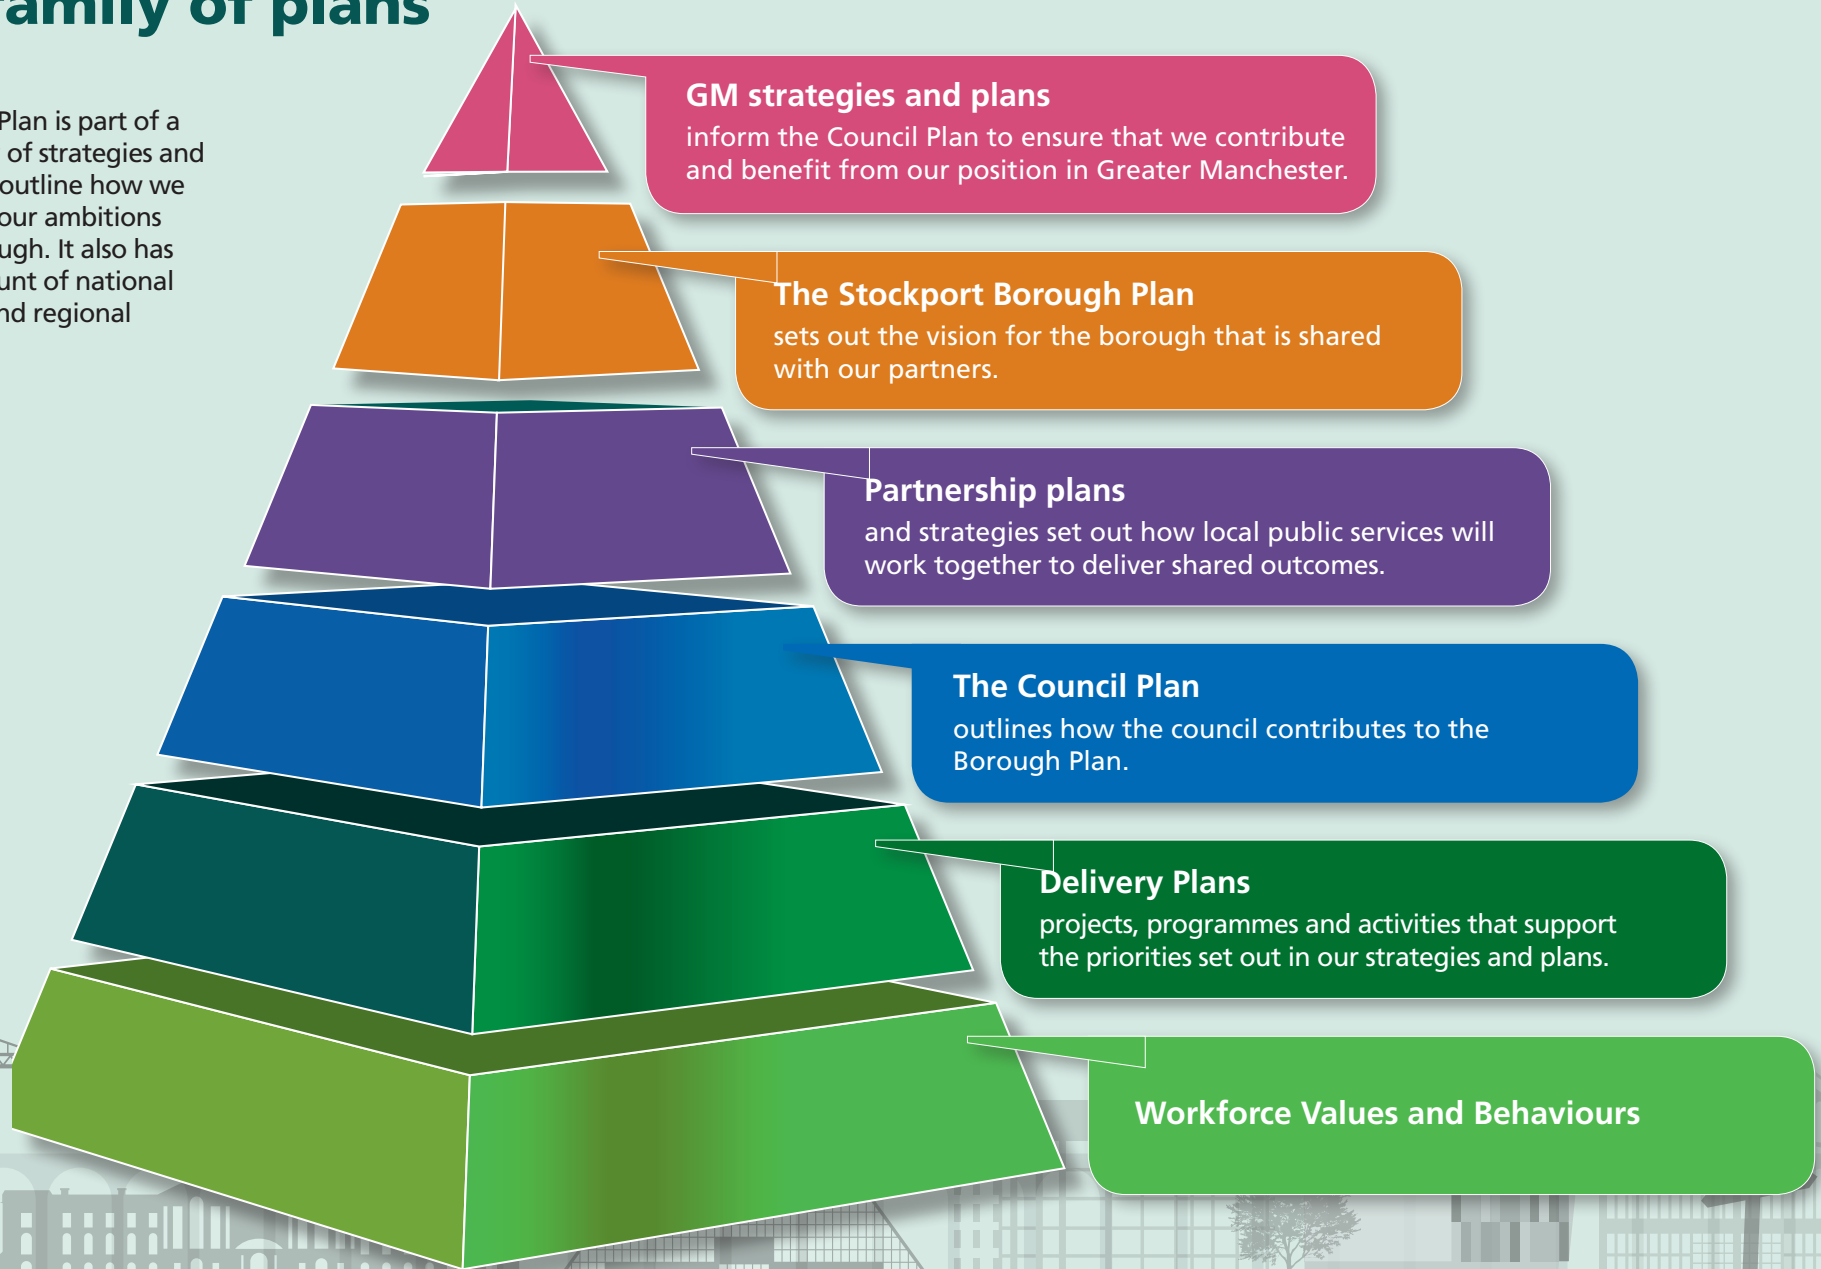 family of plans
Plan is part of a
of strategies and
outline how we
our ambitions
ugh. It also has
unt of national
nd regional
GM strategies and plans
inform the Council Plan to ensure that we contribute
and benefit from our position in Greater Manchester.
The Stockport Borough Plan
sets out the vision for the borough that is shared
with our partners.
Partnership plans
and strategies set out how local public services will
work together to deliver shared outcomes.
The Council Plan
outlines how the council contributes to the
Borough Plan.
Delivery Plans
projects, programmes and activities that support
the priorities set out in our strategies and plans.
Workforce Values and Behaviours